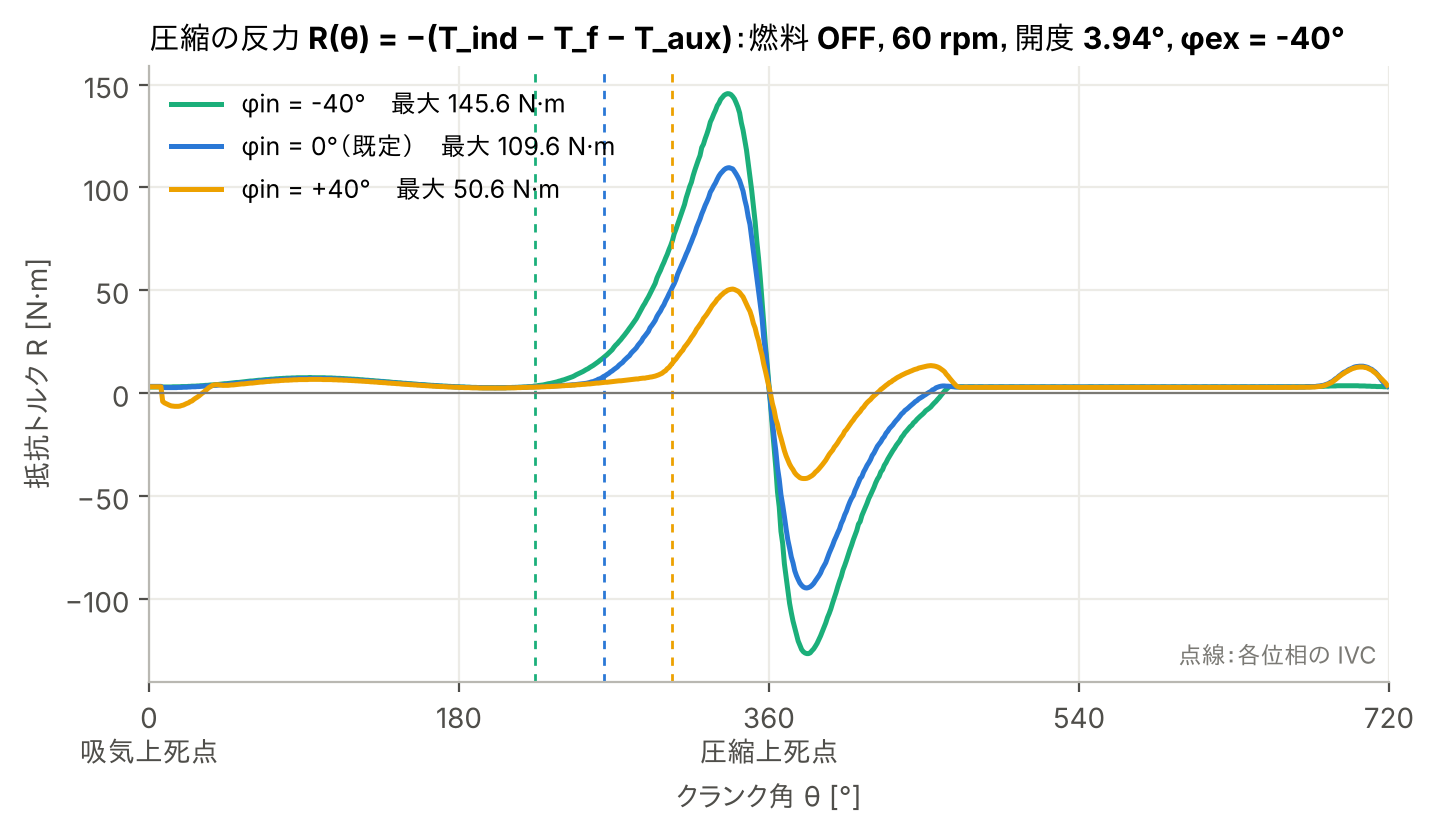 圧縮の反力 R(θ) = −(T_ind − T_f − T_aux)：燃料 OFF, 60 rpm, 開度 3.94°, φex = -40°
φin = -40°　最大 145.6 N·m
φin = 0°（既定）　最大 109.6 N·m
φin = +40°　最大 50.6 N·m
抵抗トルク R [N·m]
150
100
50
0
−50
−100
点線：各位相の IVC
0
180
360
540
720
吸気上死点
圧縮上死点
クランク角 θ [°]